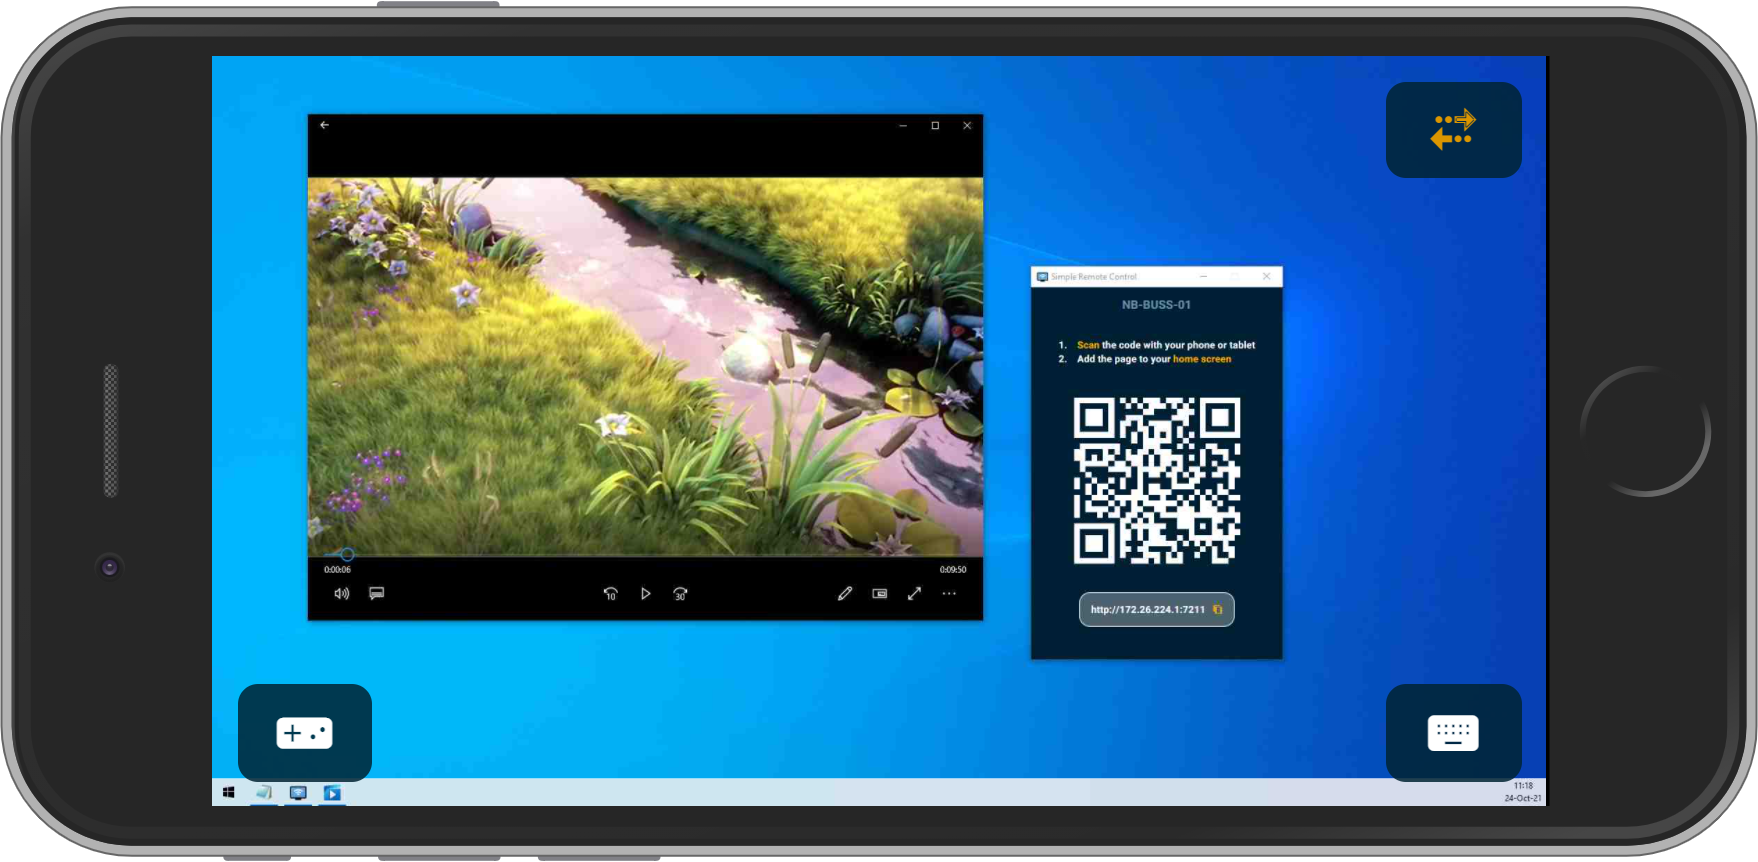 Simple Remote Control
NB-BUSS-01
1. Scan the code with your phone or tablet
2. Add the page to your home screen
http://172.26.224.1:7211
0:00:06
0:09:50
10
30
11:18
24-Oct-21